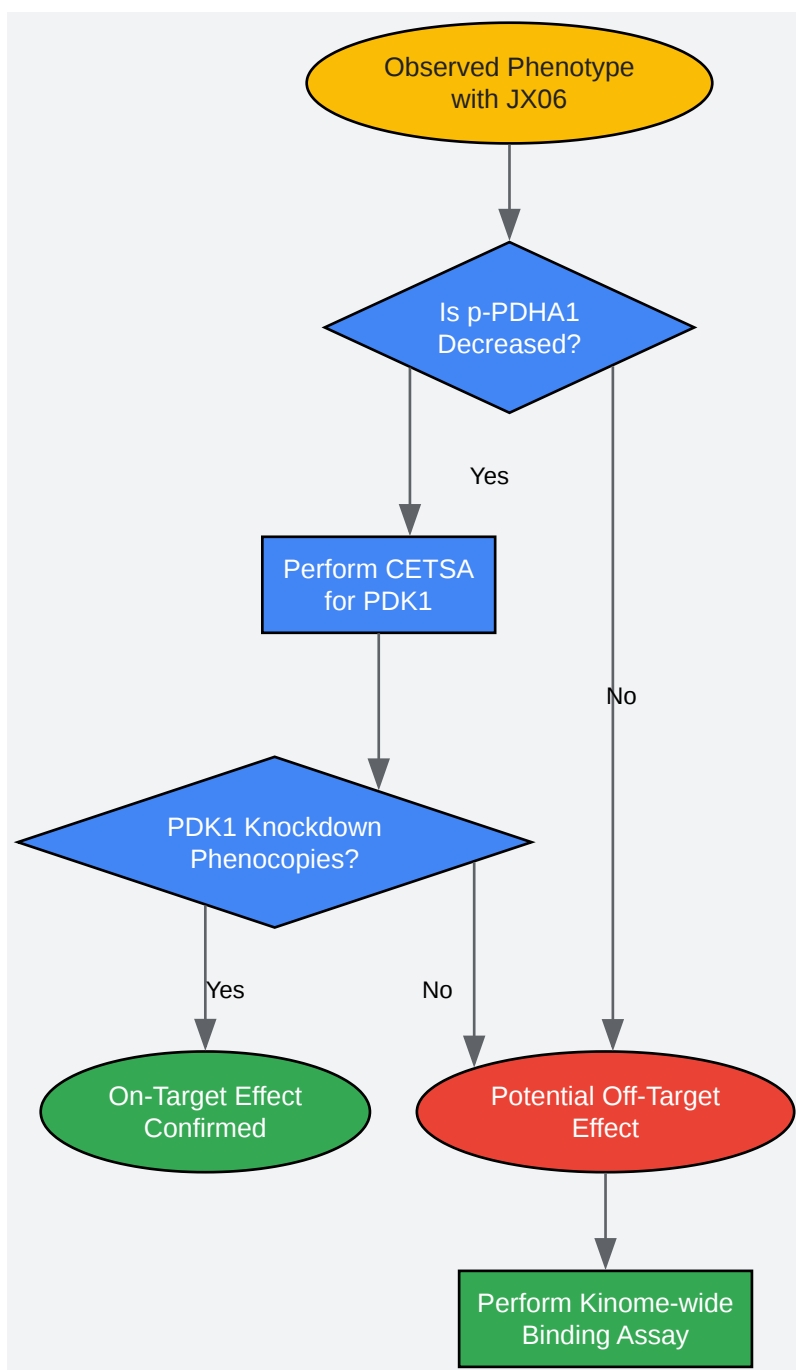 Observed Phenotype
with JX06
Is p-PDHA1
Decreased?
Yes
Perform CETSA
for PDK1
No
PDK1 Knockdown
Phenocopies?
Yes
No
On-Target Effect
Confirmed
Potential Off-Target
Effect
Perform Kinome-wide
Binding Assay